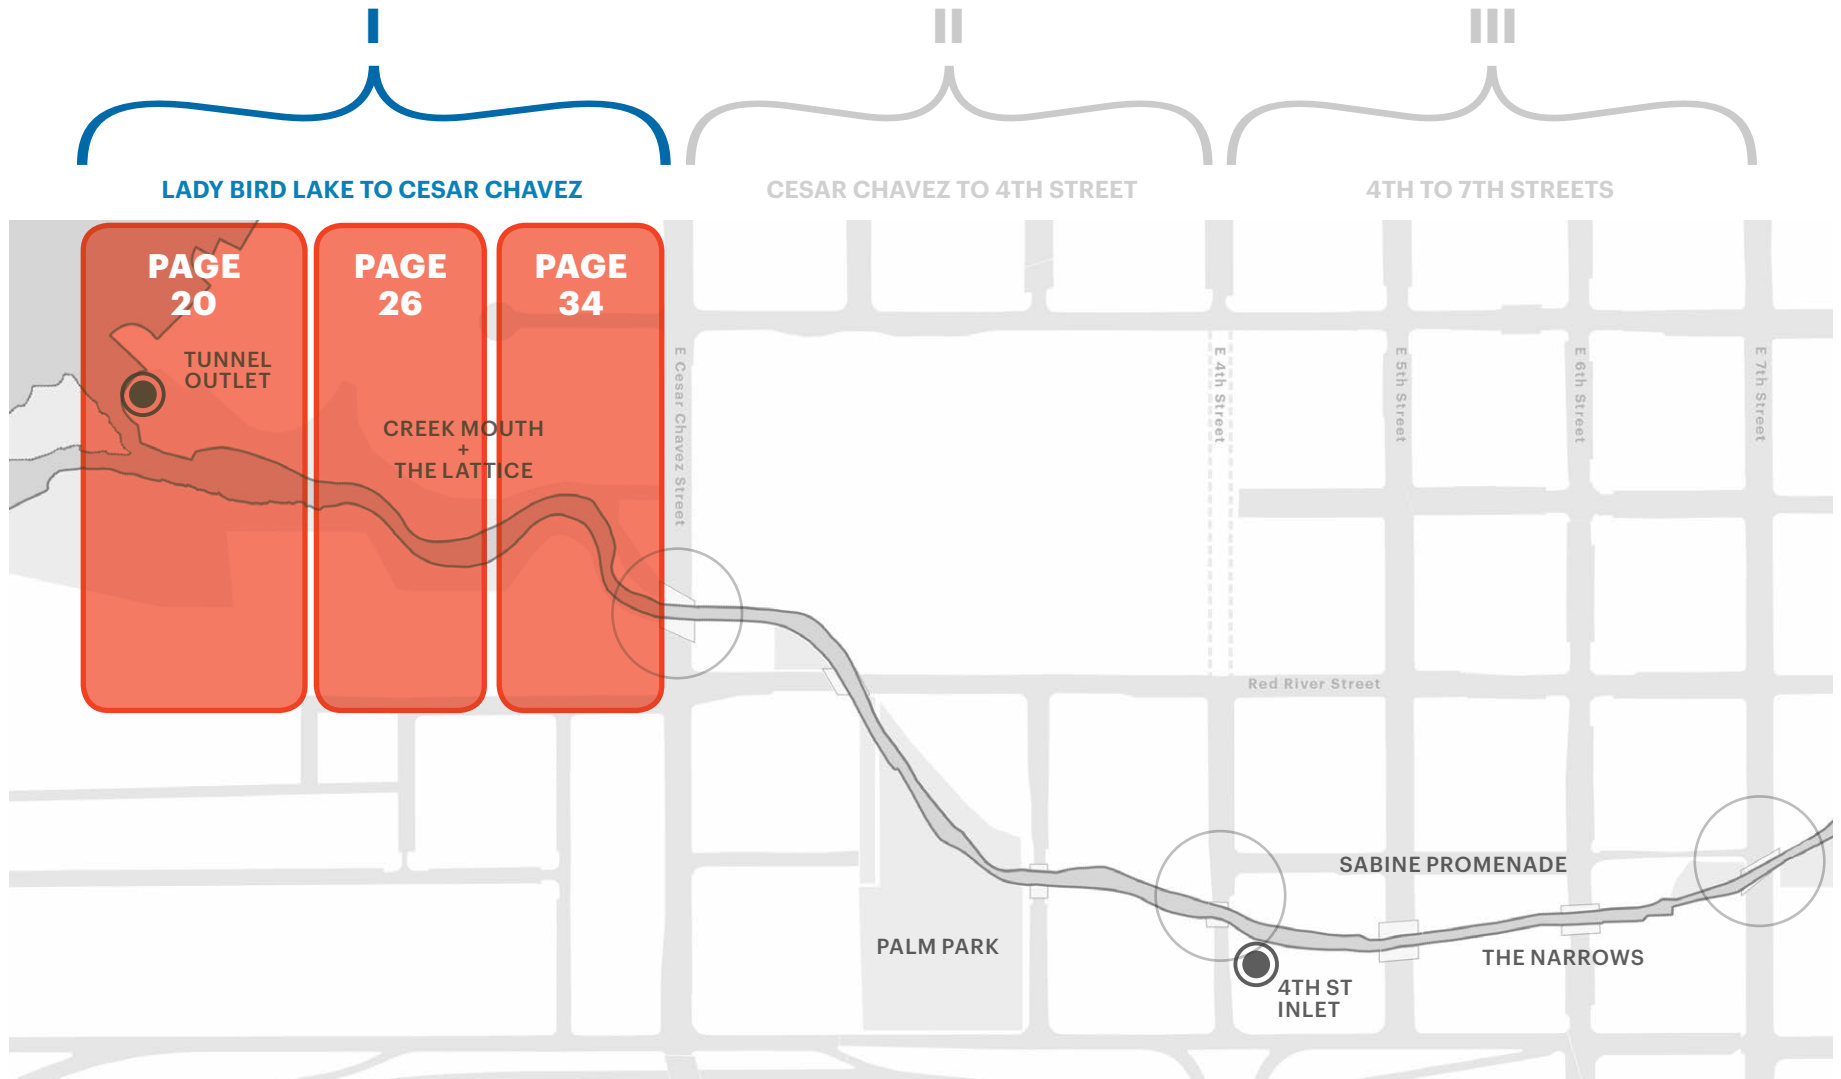 I
II
III
LADY BIRD LAKE TO CESAR CHAVEZ
CESAR CHAVEZ TO 4TH STREET
4TH TO 7TH STREETS
PAGE
20
PAGE
26
PAGE
34
TUNNEL
OUTLET
CREEK MOUTH
+
THE LATTICE
E Cesar Chavez Street
E 4th Street
E 5th Street
E 6th Street
E 7th Street
Red River Street
SABINE PROMENADE
PALM PARK
THE NARROWS
4TH ST
INLET